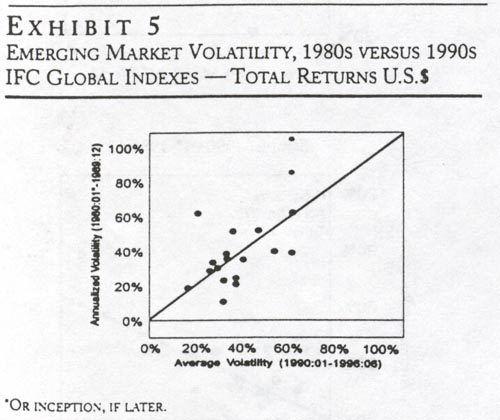 EXHIBIT 5
EMERGING MARKET VOLATILITY, 1980s VERSUS 1990s
IFC GLOBAL INDEXES — TOTAL RETURNS U.S.$
Annualized Volatility (1980:01*-1989:12)
100%
80%
60%
40%
20%
0%
0% 20% 40% 60% 80% 100%
Average Volatility (1990:01-1996:06)
*OR INCEPTION, IF LATER.